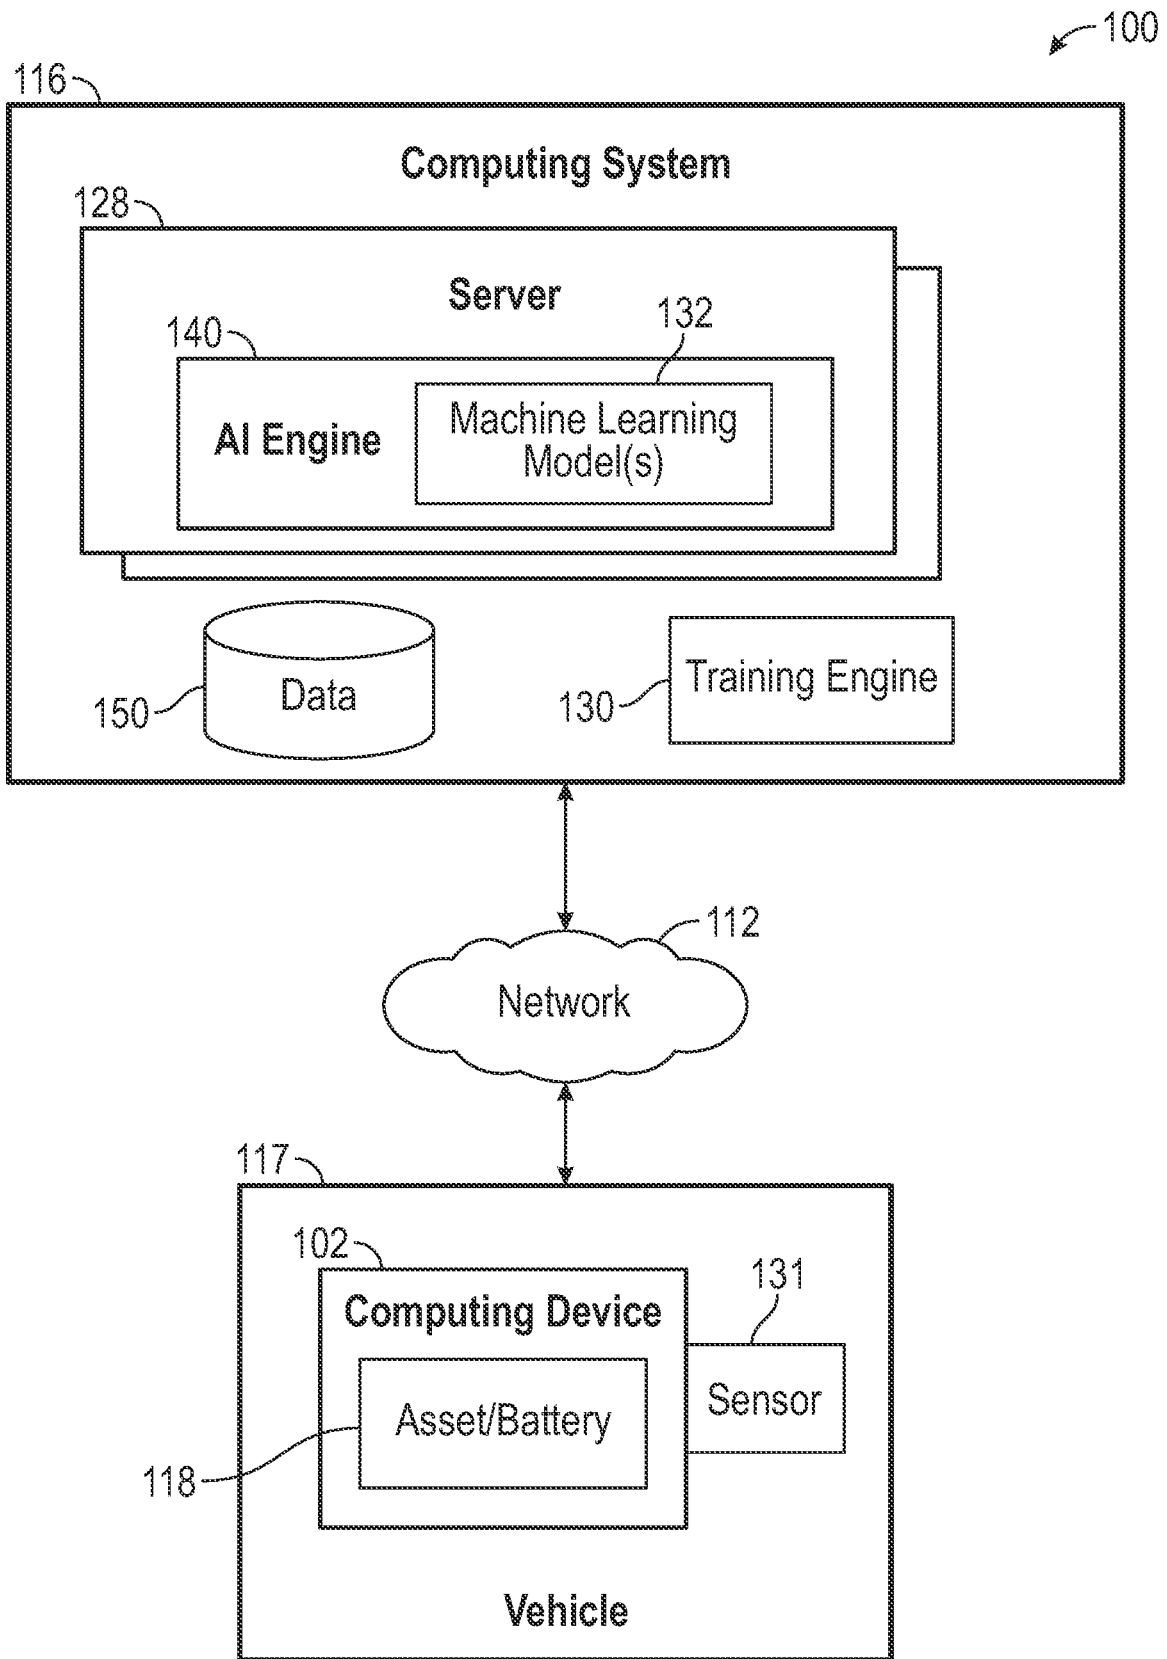 100
116
Computing System
128
Server
132
140
AI Engine
Machine Learning
Model(s)
150
Data
130
Training Engine
112
Network
117
102
Computing Device
131
Asset/Battery
Sensor
118
Vehicle